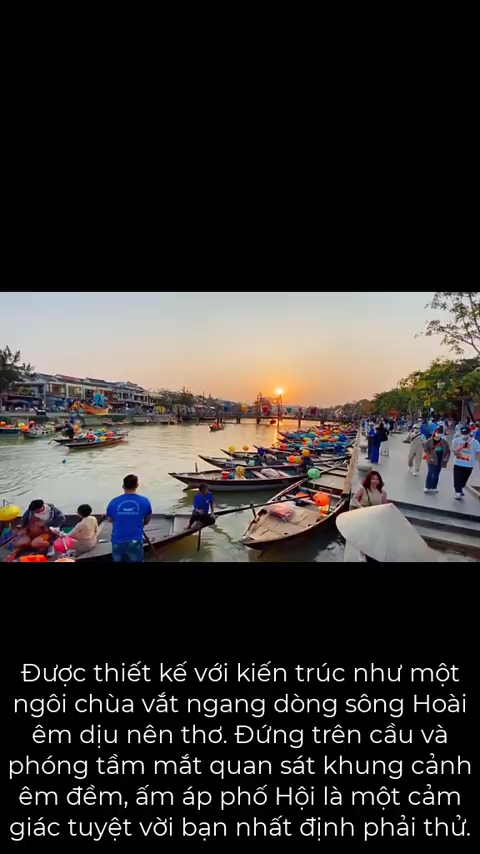 Được thiết kế với kiến trúc như một
ngôi chùa vắt ngang dòng sông Hoài
êm dịu nên thơ. Đứng trên cầu và
phóng tầm mắt quan sát khung cảnh
êm đềm, ấm áp phố Hội là một cảm
giác tuyệt vời bạn nhất định phải thử.